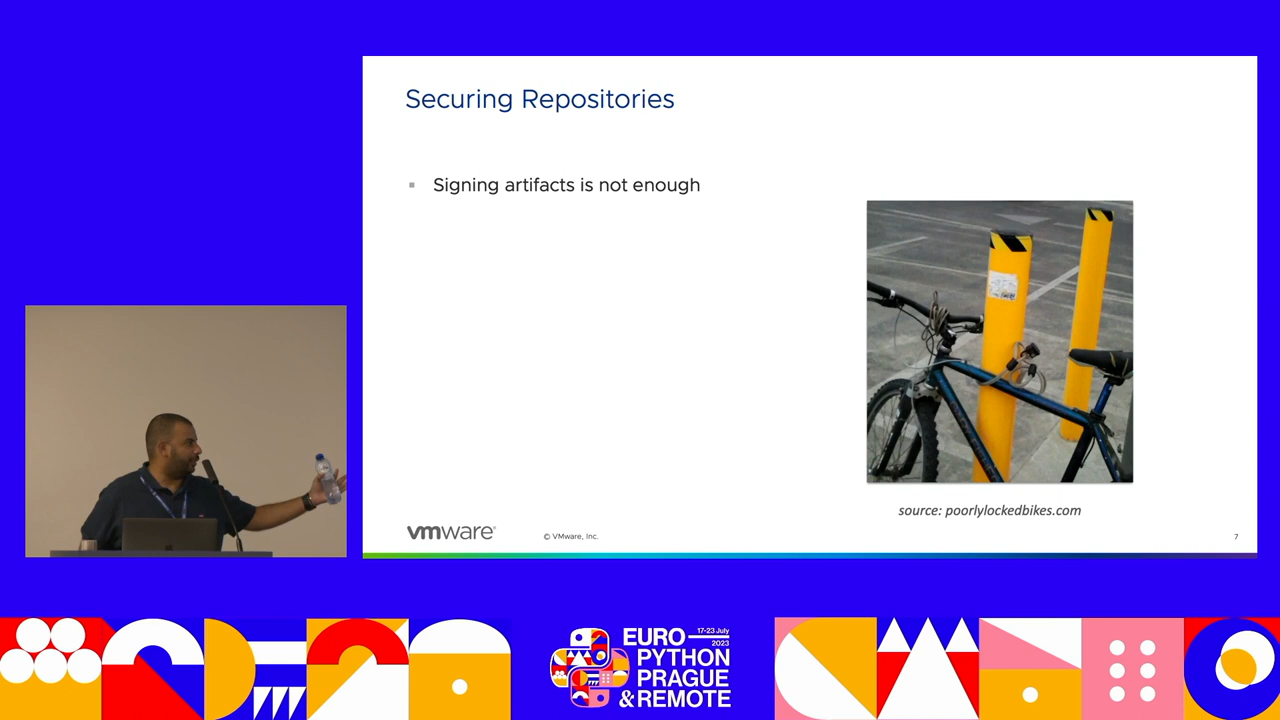 Securing Repositories
Signing artifacts is not enough
source: poorlylockedbikes.com
vmware®
© VMware, Inc.
7
17-23 July
2023
EURO
PYTHON
PRAGUE
& REMOTE